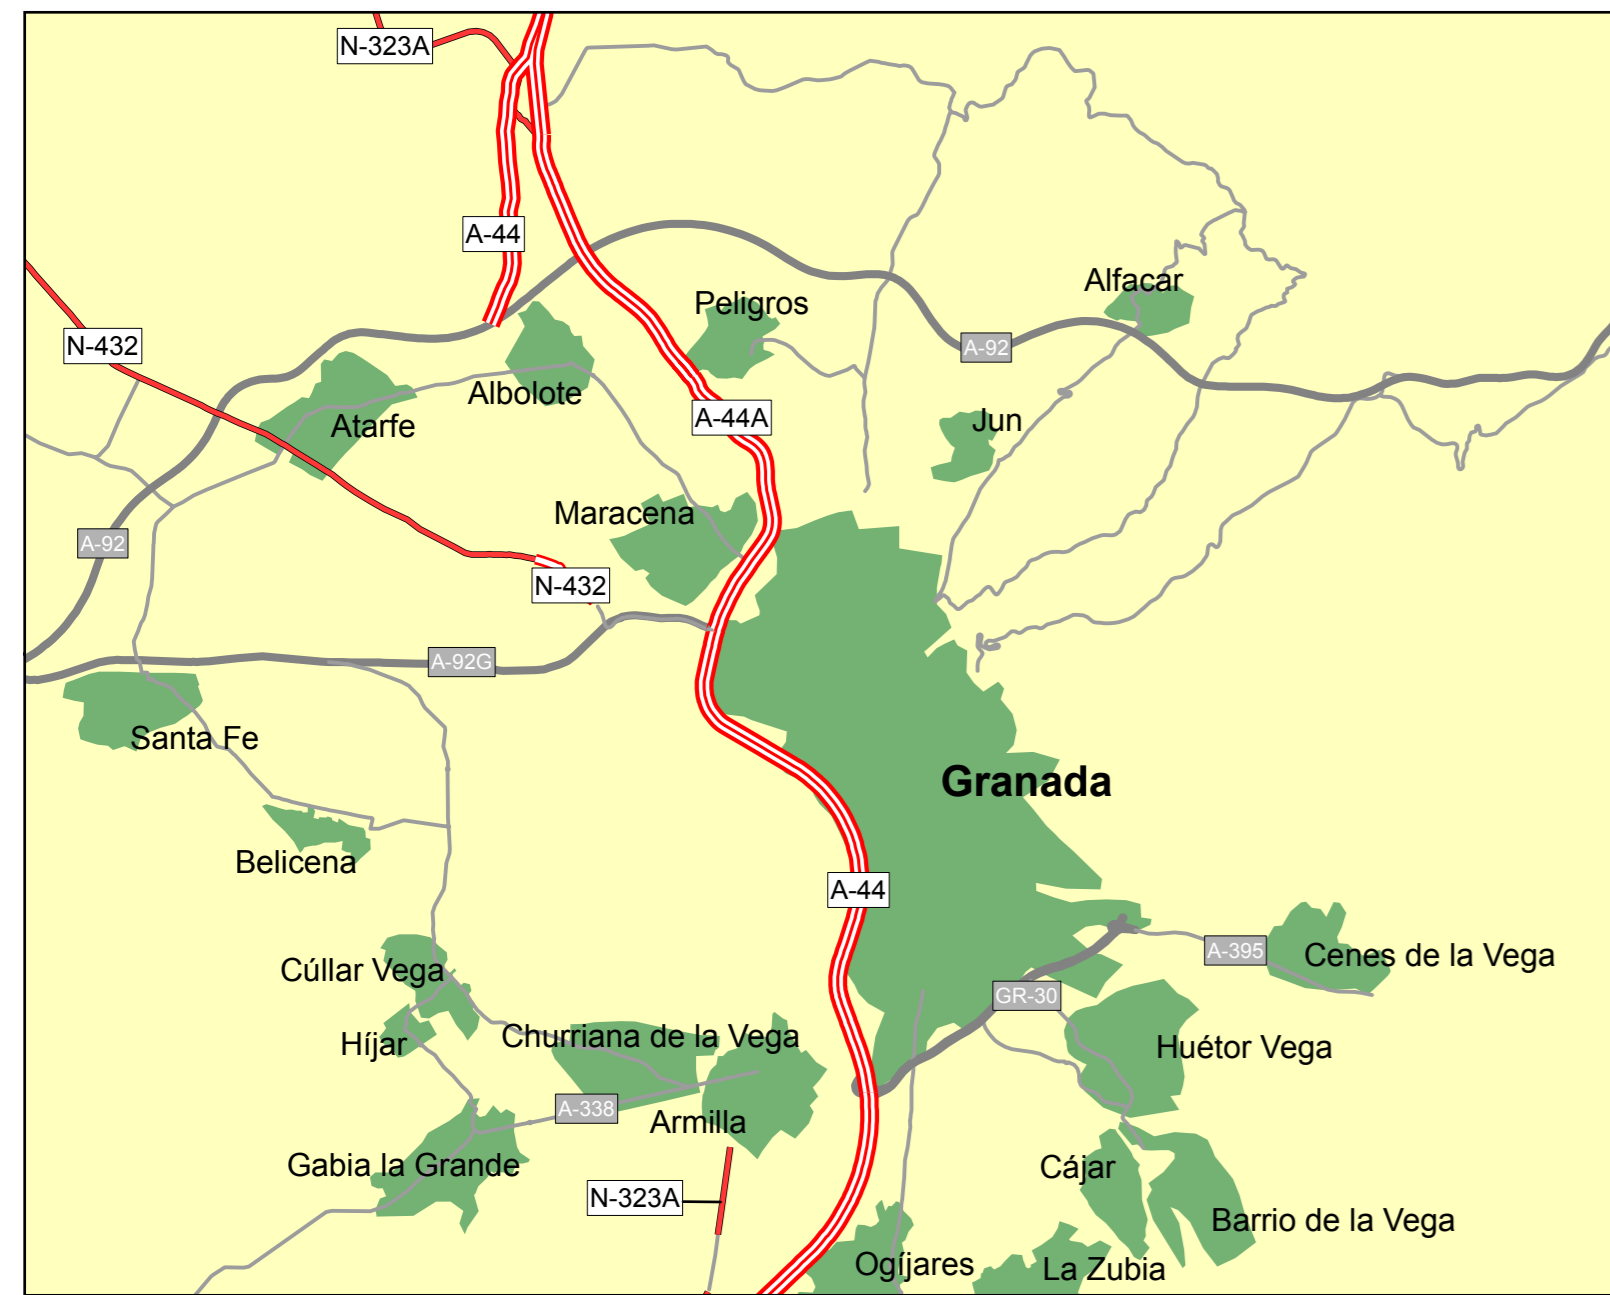 N-323A
A-44
Alfacar
Peligros
N-432
A-92
Albolote
A-44A
Jun
Atarfe
Maracena
A-92
N-432
A-92G
Santa Fe
Granada
Belicena
A-44
A-395
Cenes de la Vega
Cúllar Vega
GR-30
Híjar
Churriana de la Vega
Huétor Vega
A-338
Armilla
Gabia la Grande
Cájar
N-323A
Barrio de la Vega
Ogíjares
La Zubia